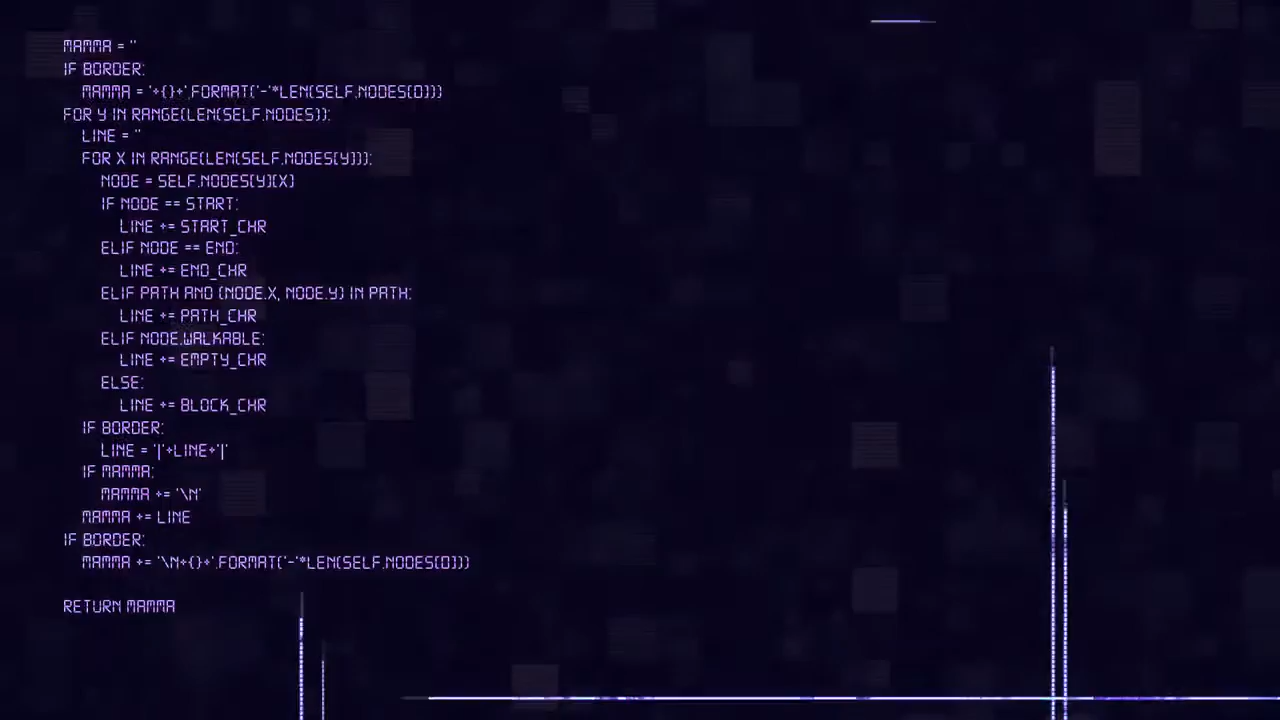 MAMMA = ''
IF BORDER:
MAMMA = '+{}+'.FORMAT('-'*LEN(SELF.NODES[0]))
FOR Y IN RANGE(LEN(SELF.NODES)):
LINE = ''
FOR X IN RANGE(LEN(SELF.NODES[Y])):
NODE = SELF.NODES[Y][X]
IF NODE == START:
LINE += START_CHR
ELIF NODE == END:
LINE += END_CHR
ELIF PATH AND (NODE.X, NODE.Y) IN PATH:
LINE += PATH_CHR
ELIF NODE.WALKABLE:
LINE += EMPTY_CHR
ELSE:
LINE += BLOCK_CHR
IF BORDER:
LINE = '|'+LINE+'|'
IF MAMMA:
MAMMA += '\N'
MAMMA += LINE
IF BORDER:
MAMMA += '\N+{}+'.FORMAT('-'*LEN(SELF.NODES[0]))
RETURN MAMMA